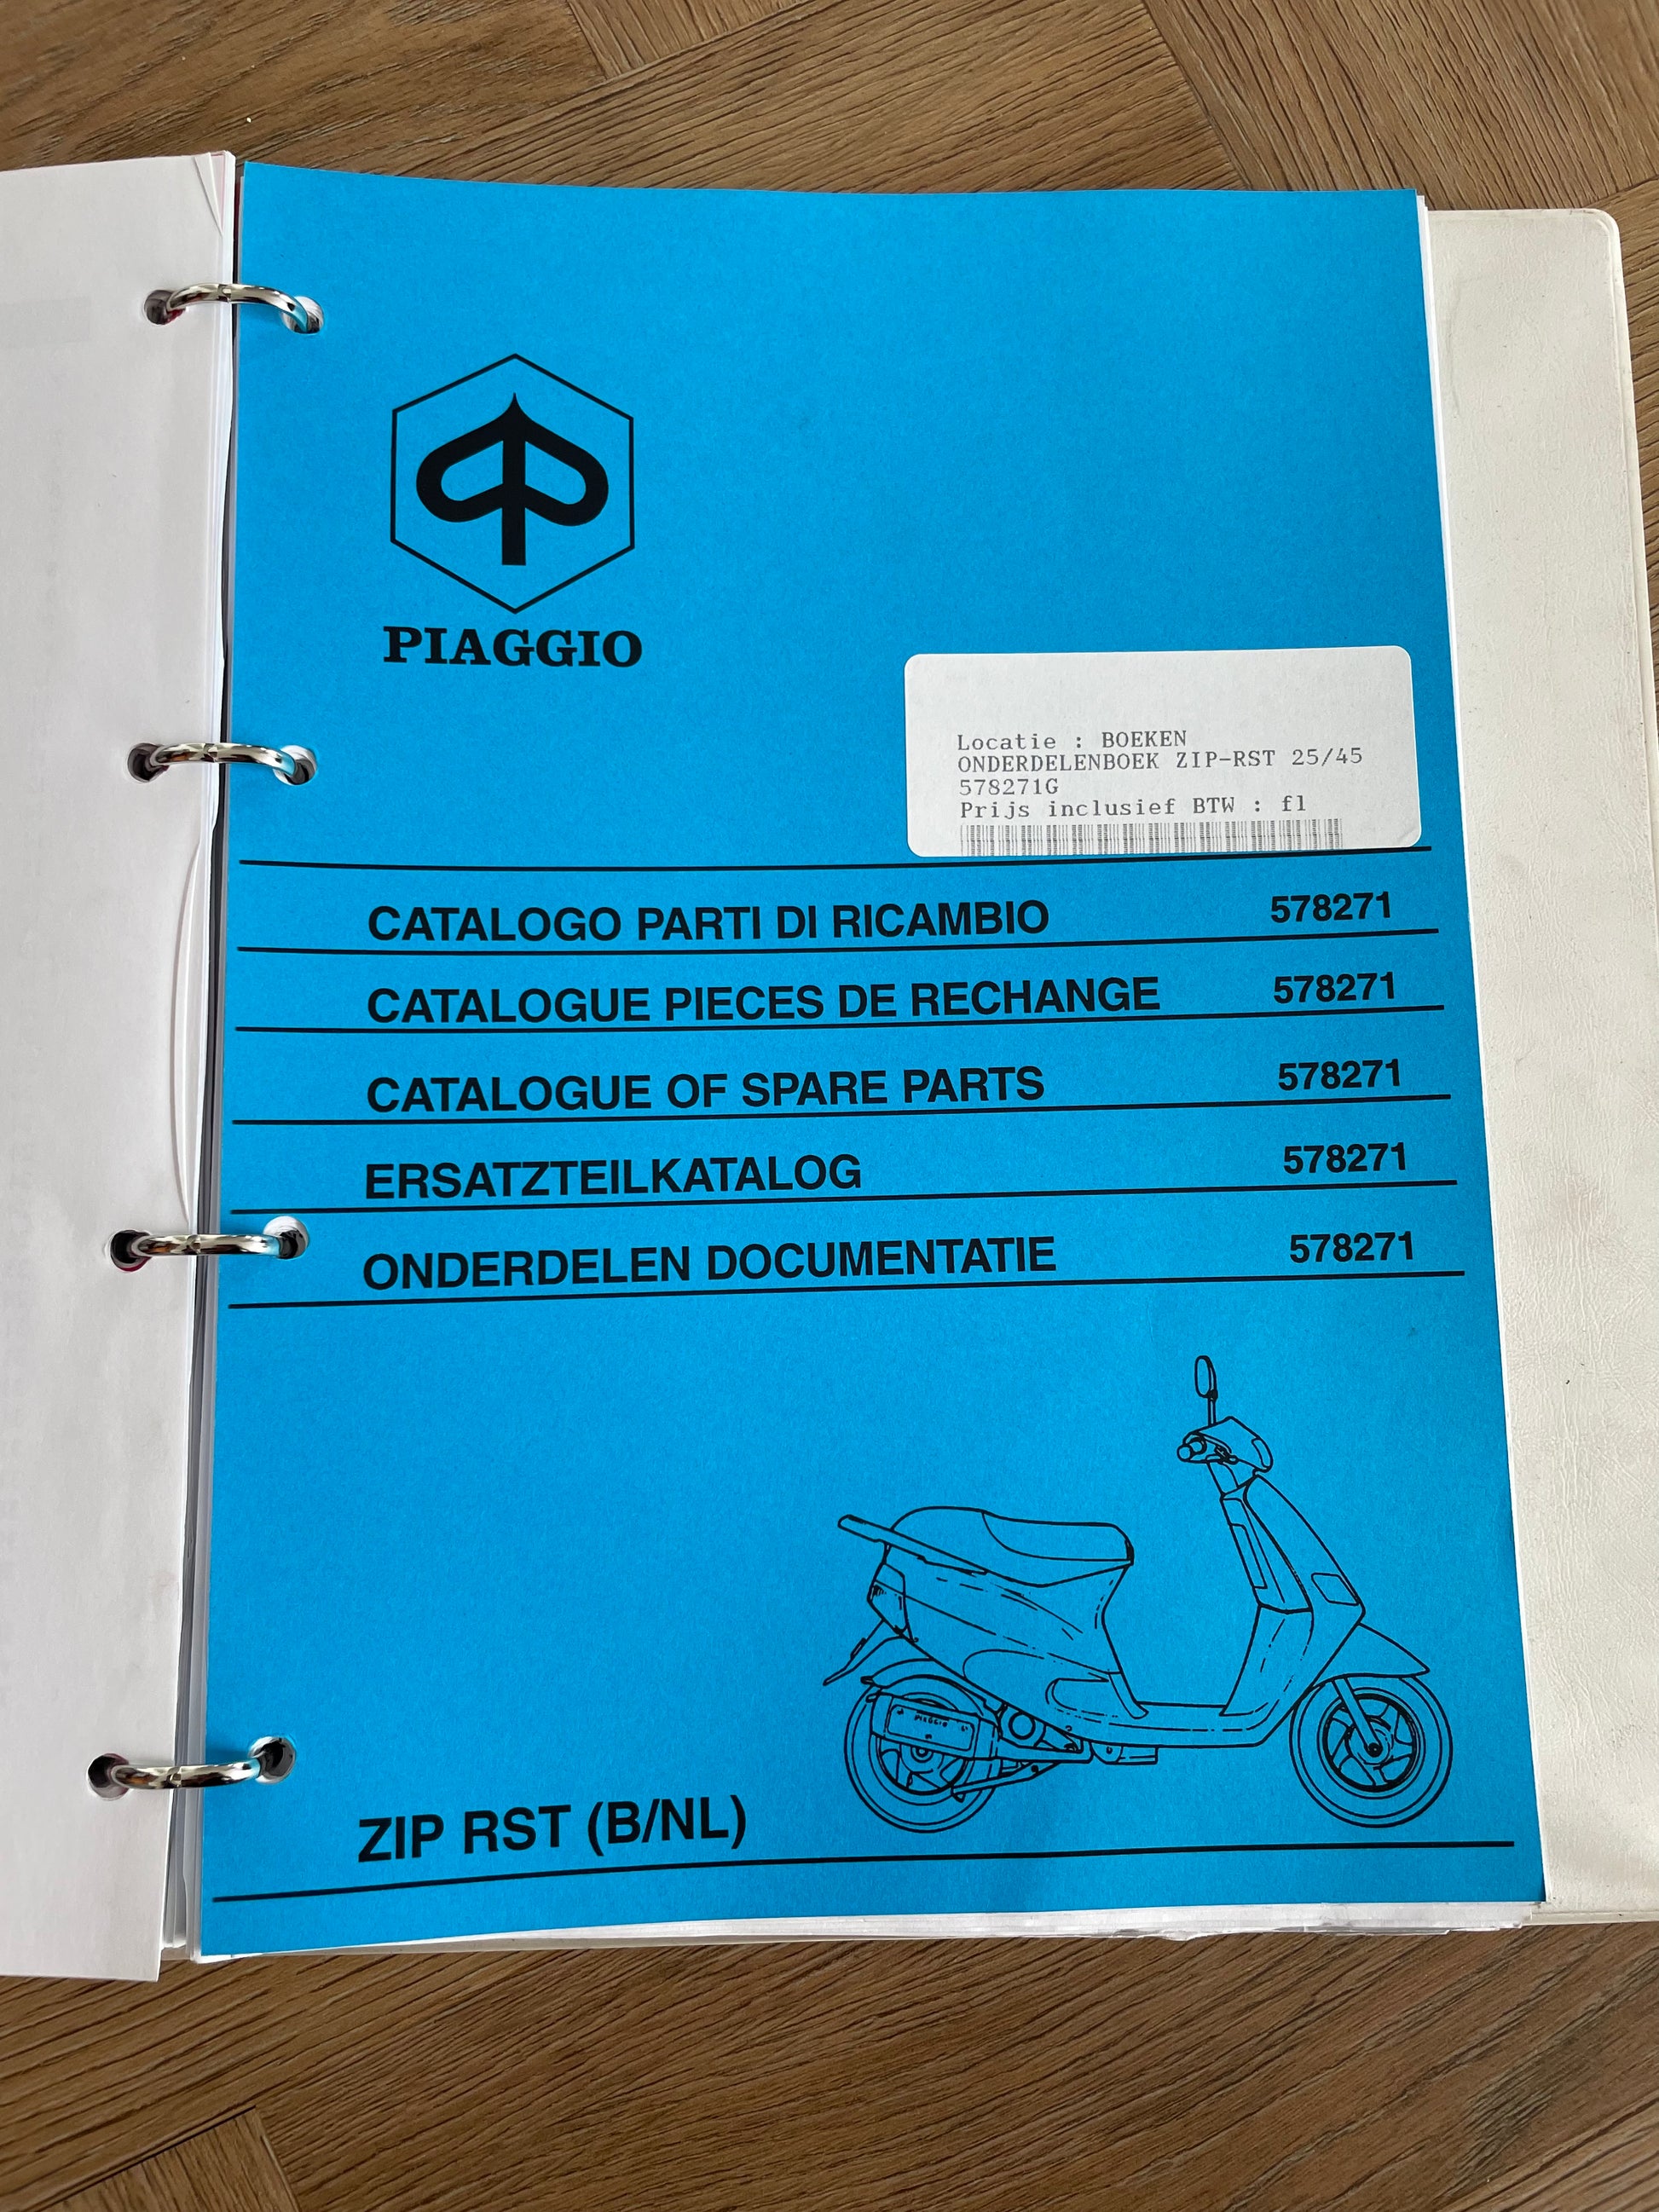 PIAGGIO
Locatie : BOEKEN
ONDERDELENBOEK ZIP-RST 25/45
578271G
Prijs inclusief BTW : fl
CATALOGO PARTI DI RICAMBIO 578271
CATALOGUE PIECES DE RECHANGE 578271
CATALOGUE OF SPARE PARTS 578271
ERSATZTEILKATALOG 578271
ONDERDELEN DOCUMENTATIE 578271
PIAGGIO
ZIP RST (B/NL)